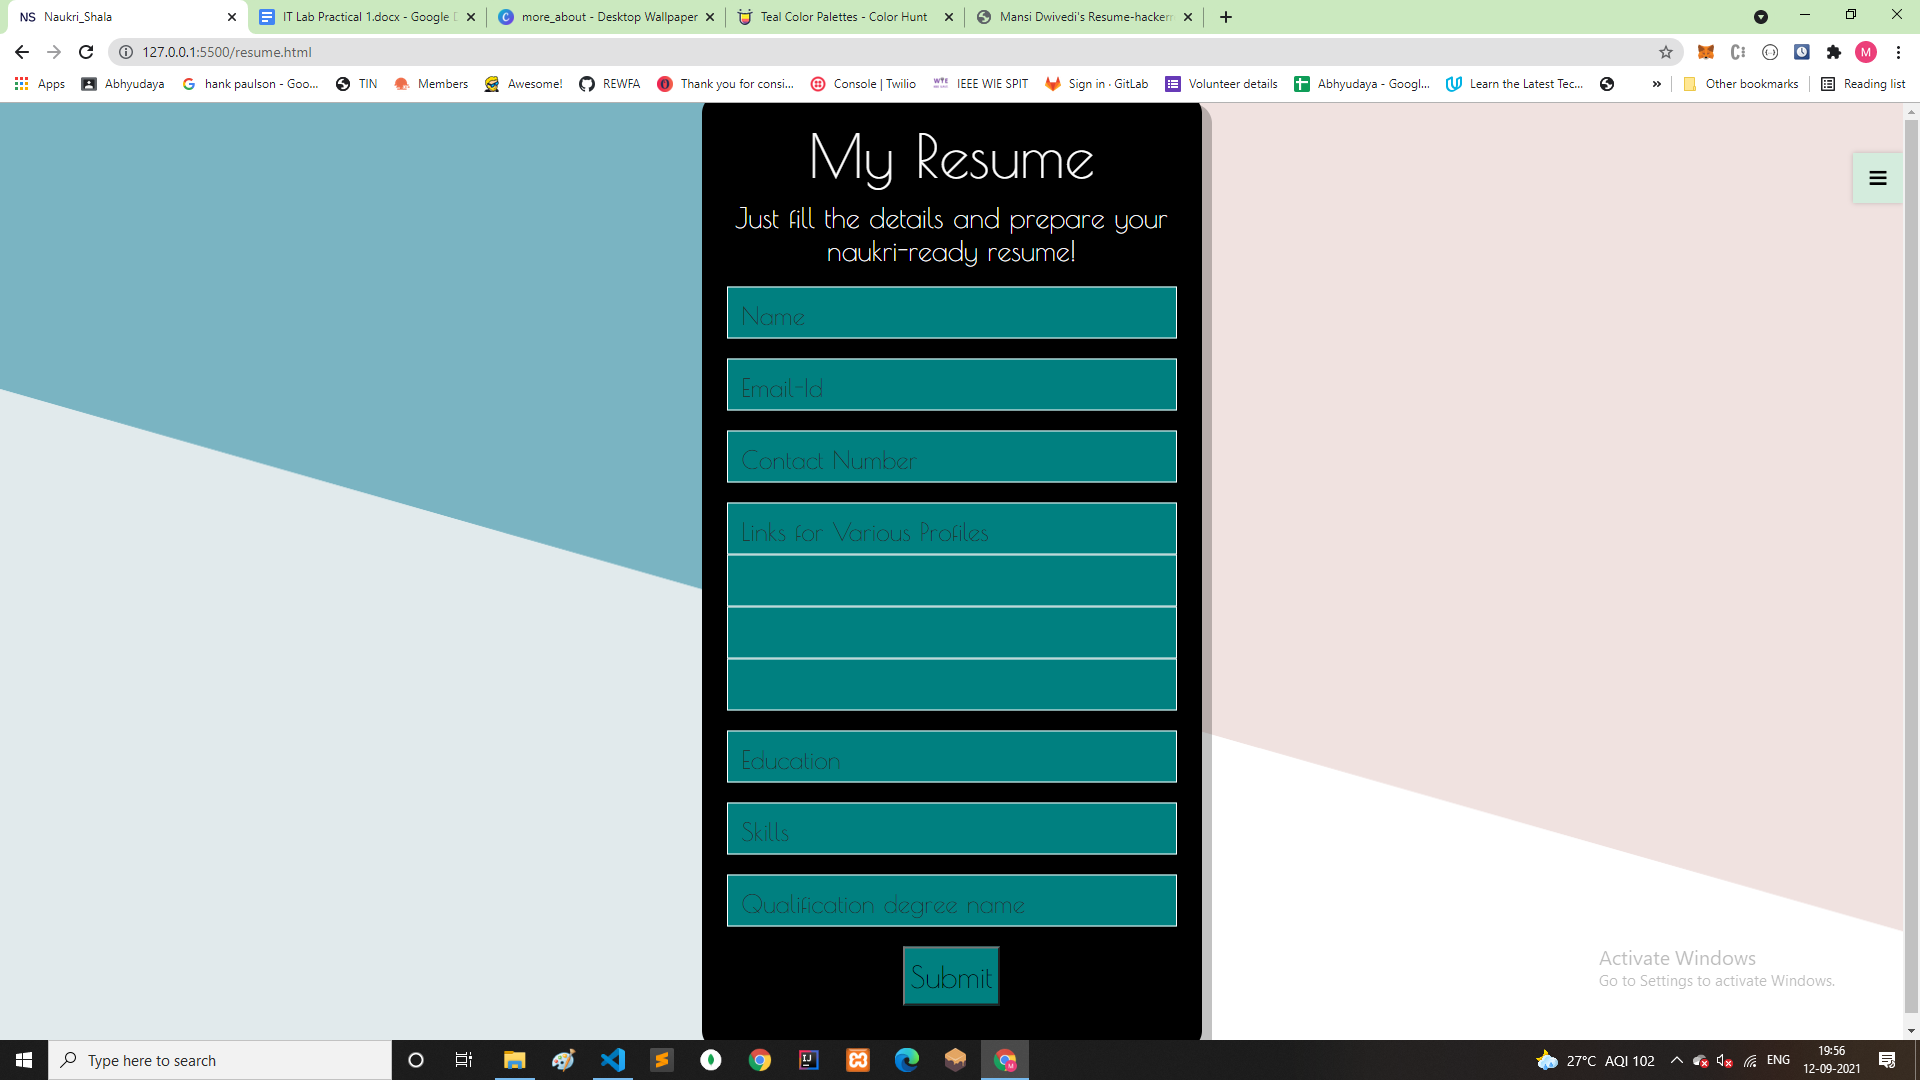 NS Naukri_Shala
IT Lab Practical 1.docx - Google
more_about - Desktop Wallpaper
Teal Color Palettes - Color Hunt
Mansi Dwivedi's Resume-hackerr
127.0.0.1:5500/resume.html
M
Apps
Abhyudaya
hank paulson - Goo...
TIN
Members
Awesome!
REWFA
Thank you for consi...
Console | Twilio
IEEE WIE SPIT
Sign in · GitLab
Volunteer details
Abhyudaya - Googl...
Learn the Latest Tec...
»
Other bookmarks
Reading list
My Resume
Just fill the details and prepare your
naukri-ready resume!
Name
Email-Id
Contact Number
Links for Various Profiles
Education
Skills
Qualification degree name
Submit
Activate Windows
Go to Settings to activate Windows.
Type here to search
27°C AQI 102
ENG
19:56
12-09-2021